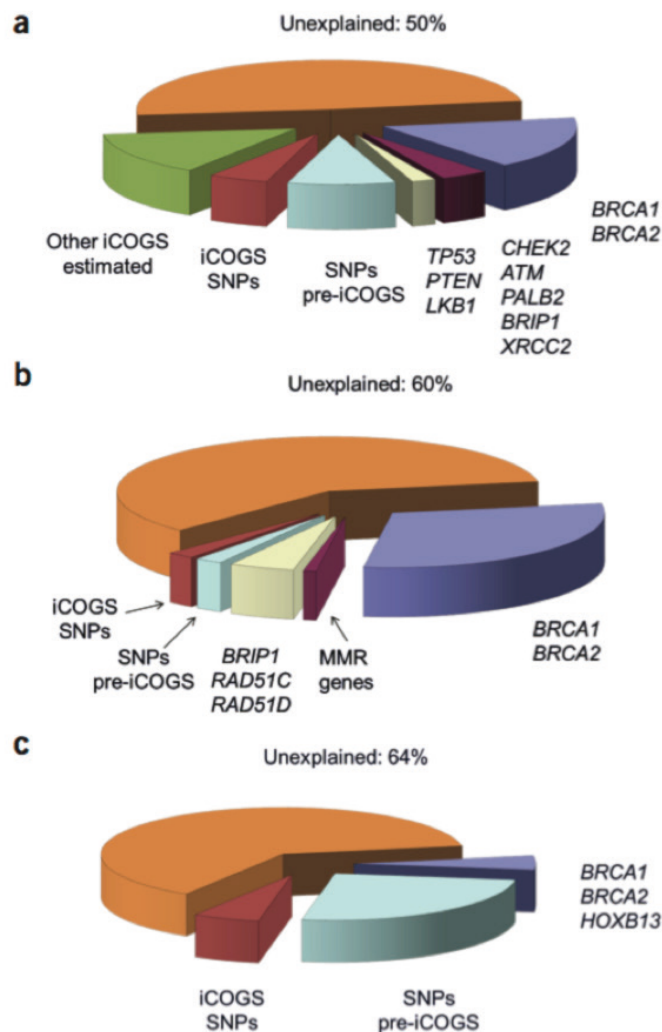 a
Unexplained: 50%
Other iCOGS
estimated
iCOGS
SNPs
SNPs
pre-iCOGS
TP53
PTEN
LKB1
CHEK2
ATM
PALB2
BRIP1
XRCC2
BRCA1
BRCA2
b
Unexplained: 60%
iCOGS
SNPs
SNPs
pre-iCOGS
BRIP1
RAD51C
RAD51D
MMR
genes
BRCA1
BRCA2
c
Unexplained: 64%
iCOGS
SNPs
SNPs
pre-iCOGS
BRCA1
BRCA2
HOXB13